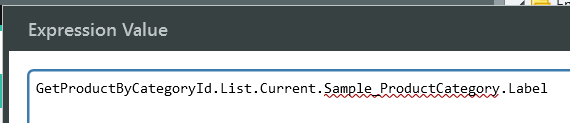 Expression Value
GetProductByCategoryId.List.Current.Sample_ProductCategory.Label